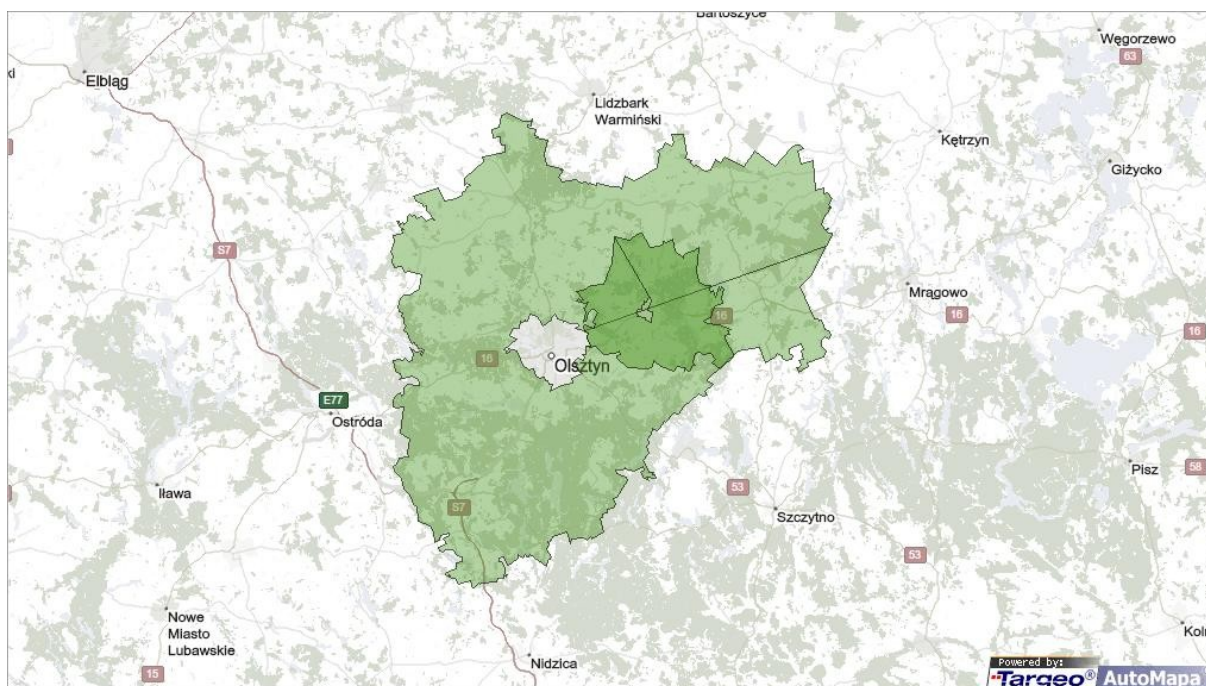 Bartoszyce
Węgorzewo
63
Elbląg
Lidzbark
Warmiński
Kętrzyn
Giżycko
S7
Mrągowo
16
16
16
16
Olsztyn
E77
Ostróda
Pisz
58
53
Iława
S7
Szczytno
53
Nowe
Miasto
Lubawskie
15
Nidzica
Powered by:
Targeo® AutoMapa